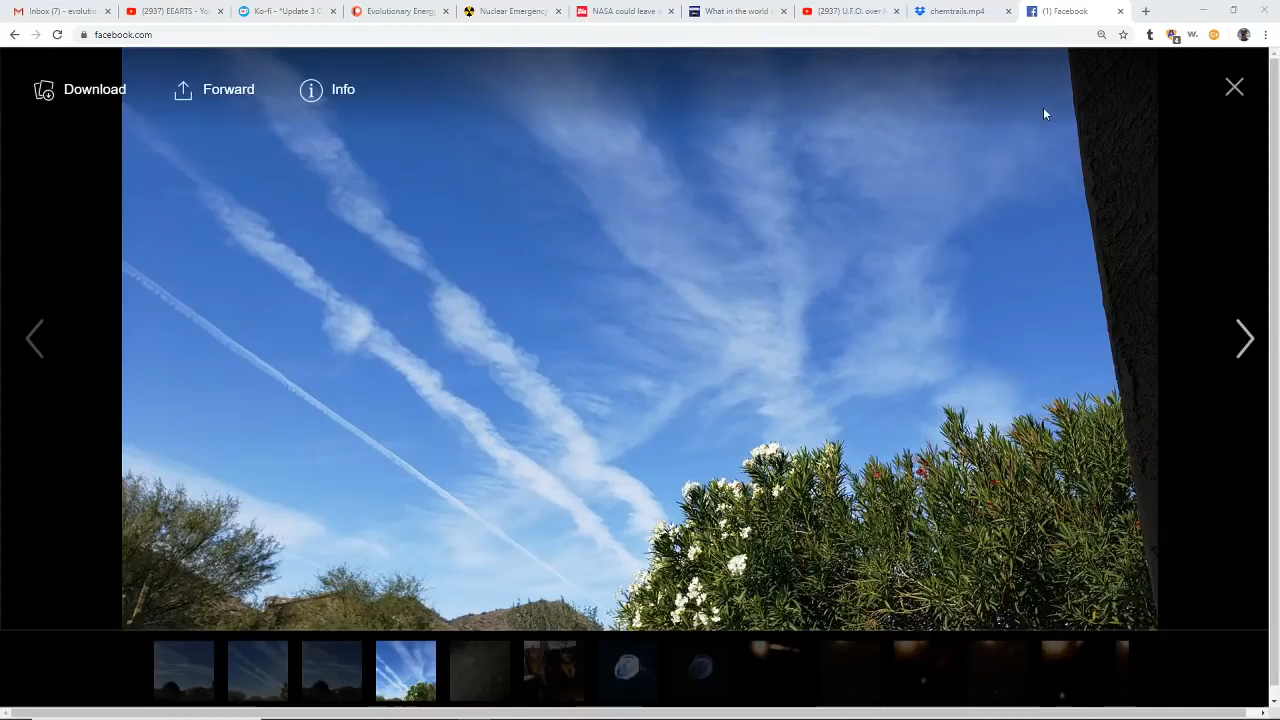 Inbox (7) - evolutio
(2937) EEARTS - Yo
Ko-fi - *Update 3 C
Evolutionary Energ
Nuclear Emergency
NASA could leave a
What in the world
(2937) U.F.O. over
chemtrails.mp4
(1) Facebook
facebook.com
Download
Forward
Info